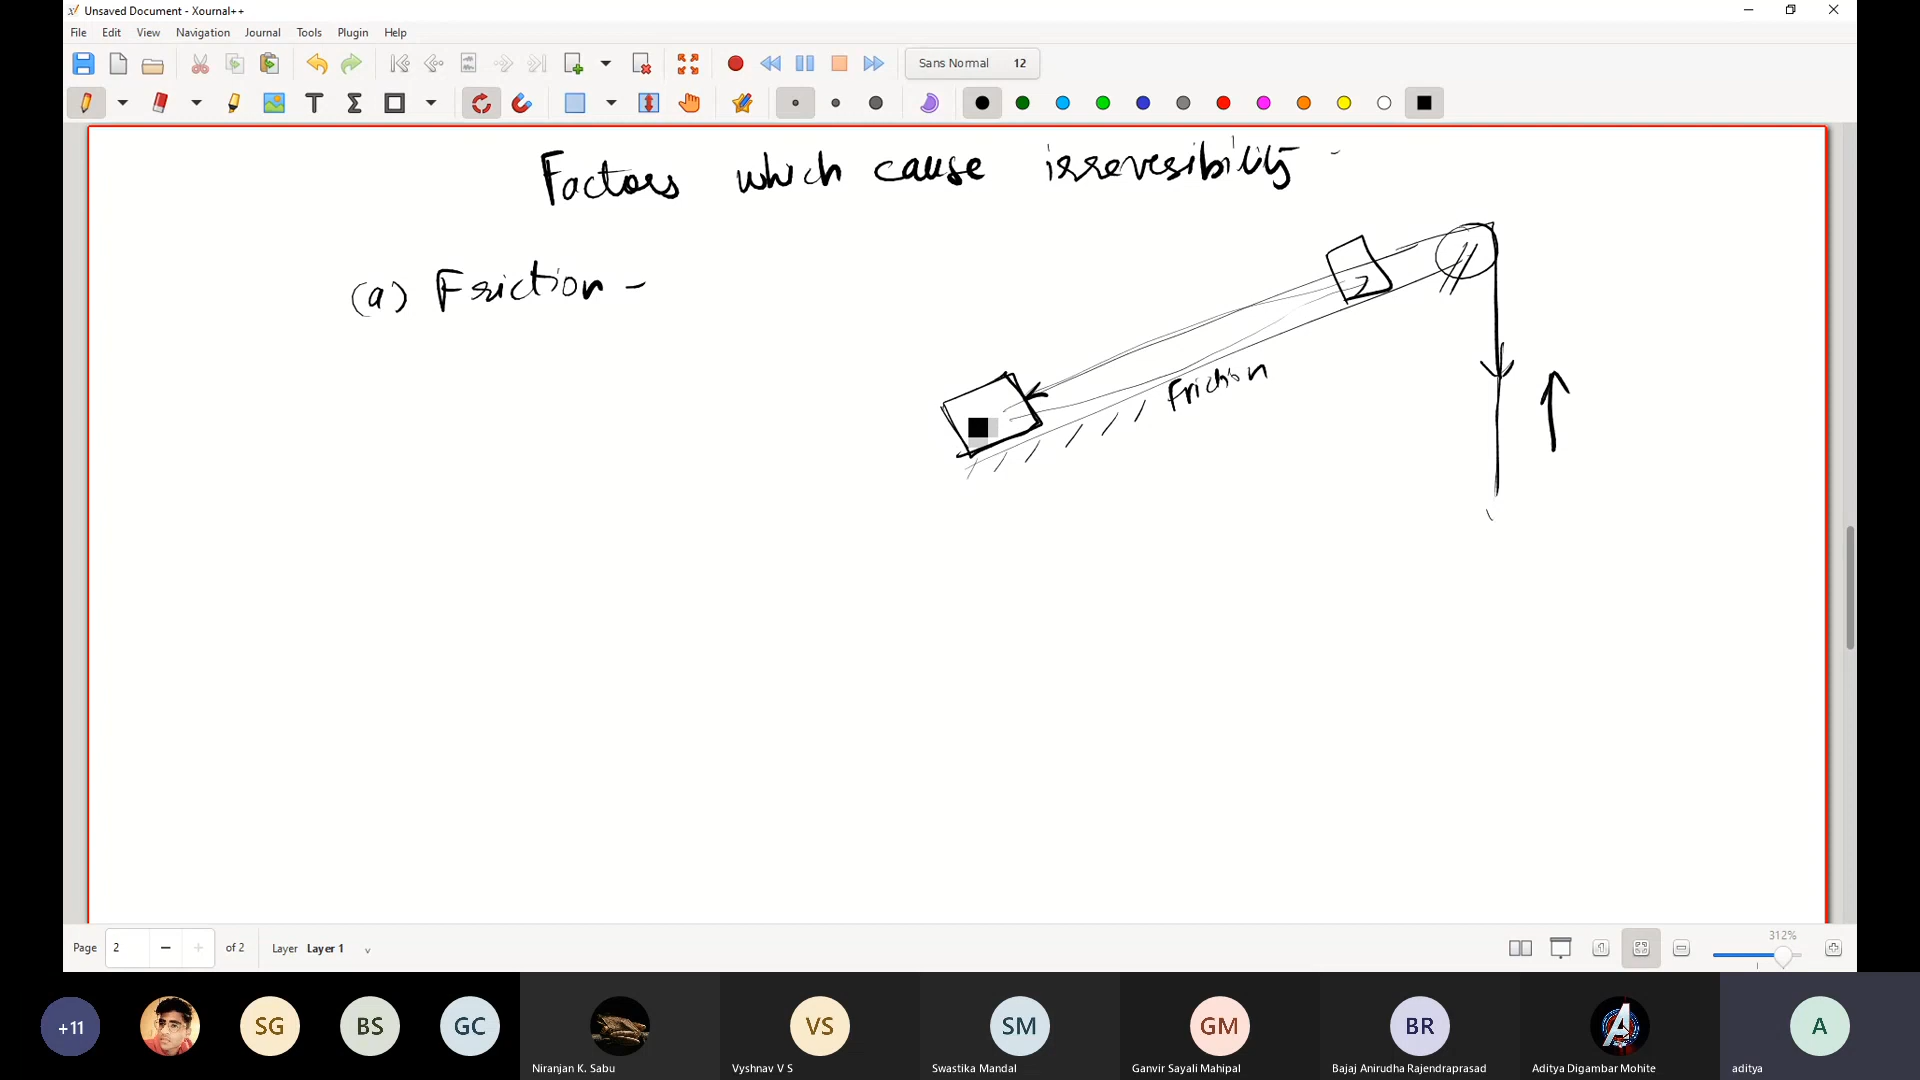 Unsaved Document - Xournal++
File Edit View Navigation Journal Tools Plugin Help
Sans Normal 12
Factors which cause irreversibility -
(a) Friction -
2
Friction
Page 2 of 2 Layer Layer 1
312%
+11
SG
BS
GC
VS
SM
GM
BR
A
Niranjan K. Sabu
Vyshnav V S
Swastika Mandal
Ganvir Sayali Mahipal
Bajaj Anirudha Rajendraprasad
Aditya Digambar Mohite
aditya